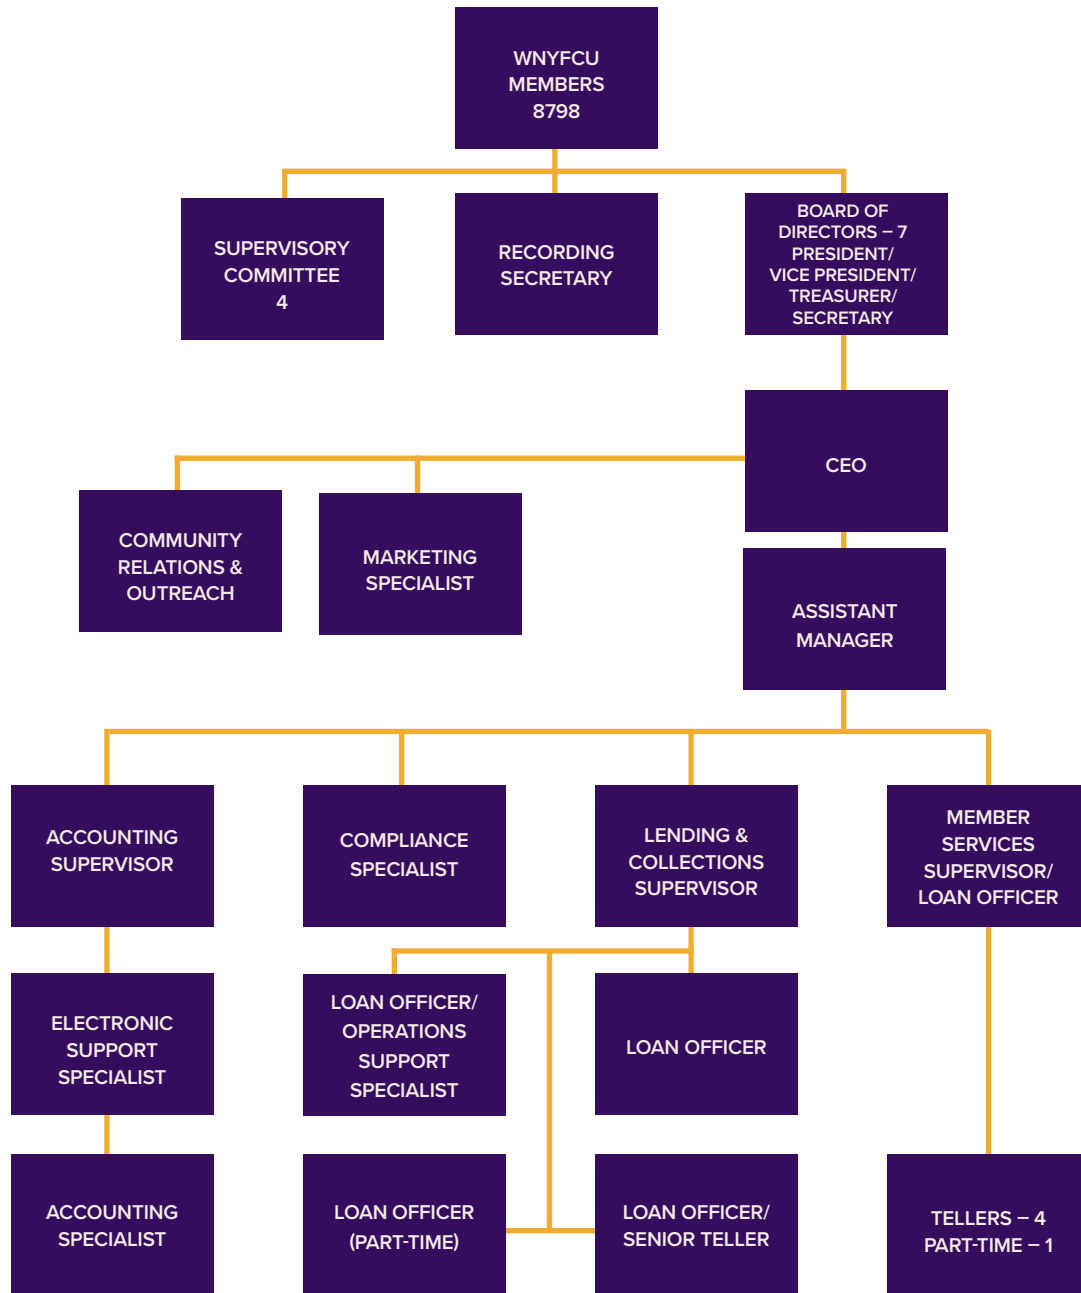 WNYFCU
MEMBERS
8798
SUPERVISORY
COMMITTEE
4
RECORDING
SECRETARY
BOARD OF
DIRECTORS – 7
PRESIDENT/
VICE PRESIDENT/
TREASURER/
SECRETARY
CEO
COMMUNITY
RELATIONS &
OUTREACH
MARKETING
SPECIALIST
ASSISTANT
MANAGER
ACCOUNTING
SUPERVISOR
COMPLIANCE
SPECIALIST
LENDING &
COLLECTIONS
SUPERVISOR
MEMBER
SERVICES
SUPERVISOR/
LOAN OFFICER
ELECTRONIC
SUPPORT
SPECIALIST
LOAN OFFICER/
OPERATIONS
SUPPORT
SPECIALIST
LOAN OFFICER
ACCOUNTING
SPECIALIST
LOAN OFFICER
(PART-TIME)
LOAN OFFICER/
SENIOR TELLER
TELLERS – 4
PART-TIME – 1